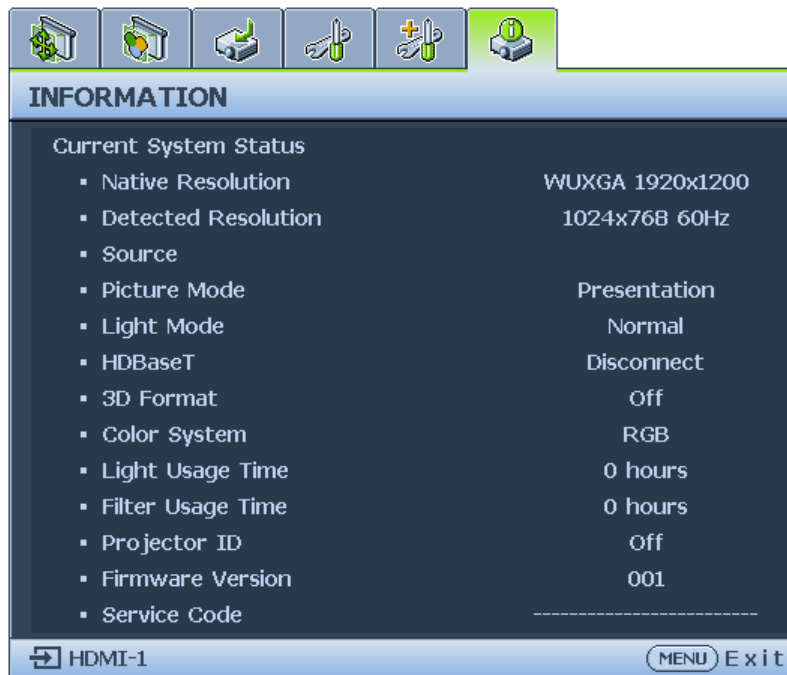 INFORMATION
Current System Status
▪ Native Resolution WUXGA 1920x1200
▪ Detected Resolution 1024x768 60Hz
▪ Source
▪ Picture Mode Presentation
▪ Light Mode Normal
▪ HDBaseT Disconnect
▪ 3D Format Off
▪ Color System RGB
▪ Light Usage Time 0 hours
▪ Filter Usage Time 0 hours
▪ Projector ID Off
▪ Firmware Version 001
▪ Service Code -------------------------
HDMI-1 MENU Exit